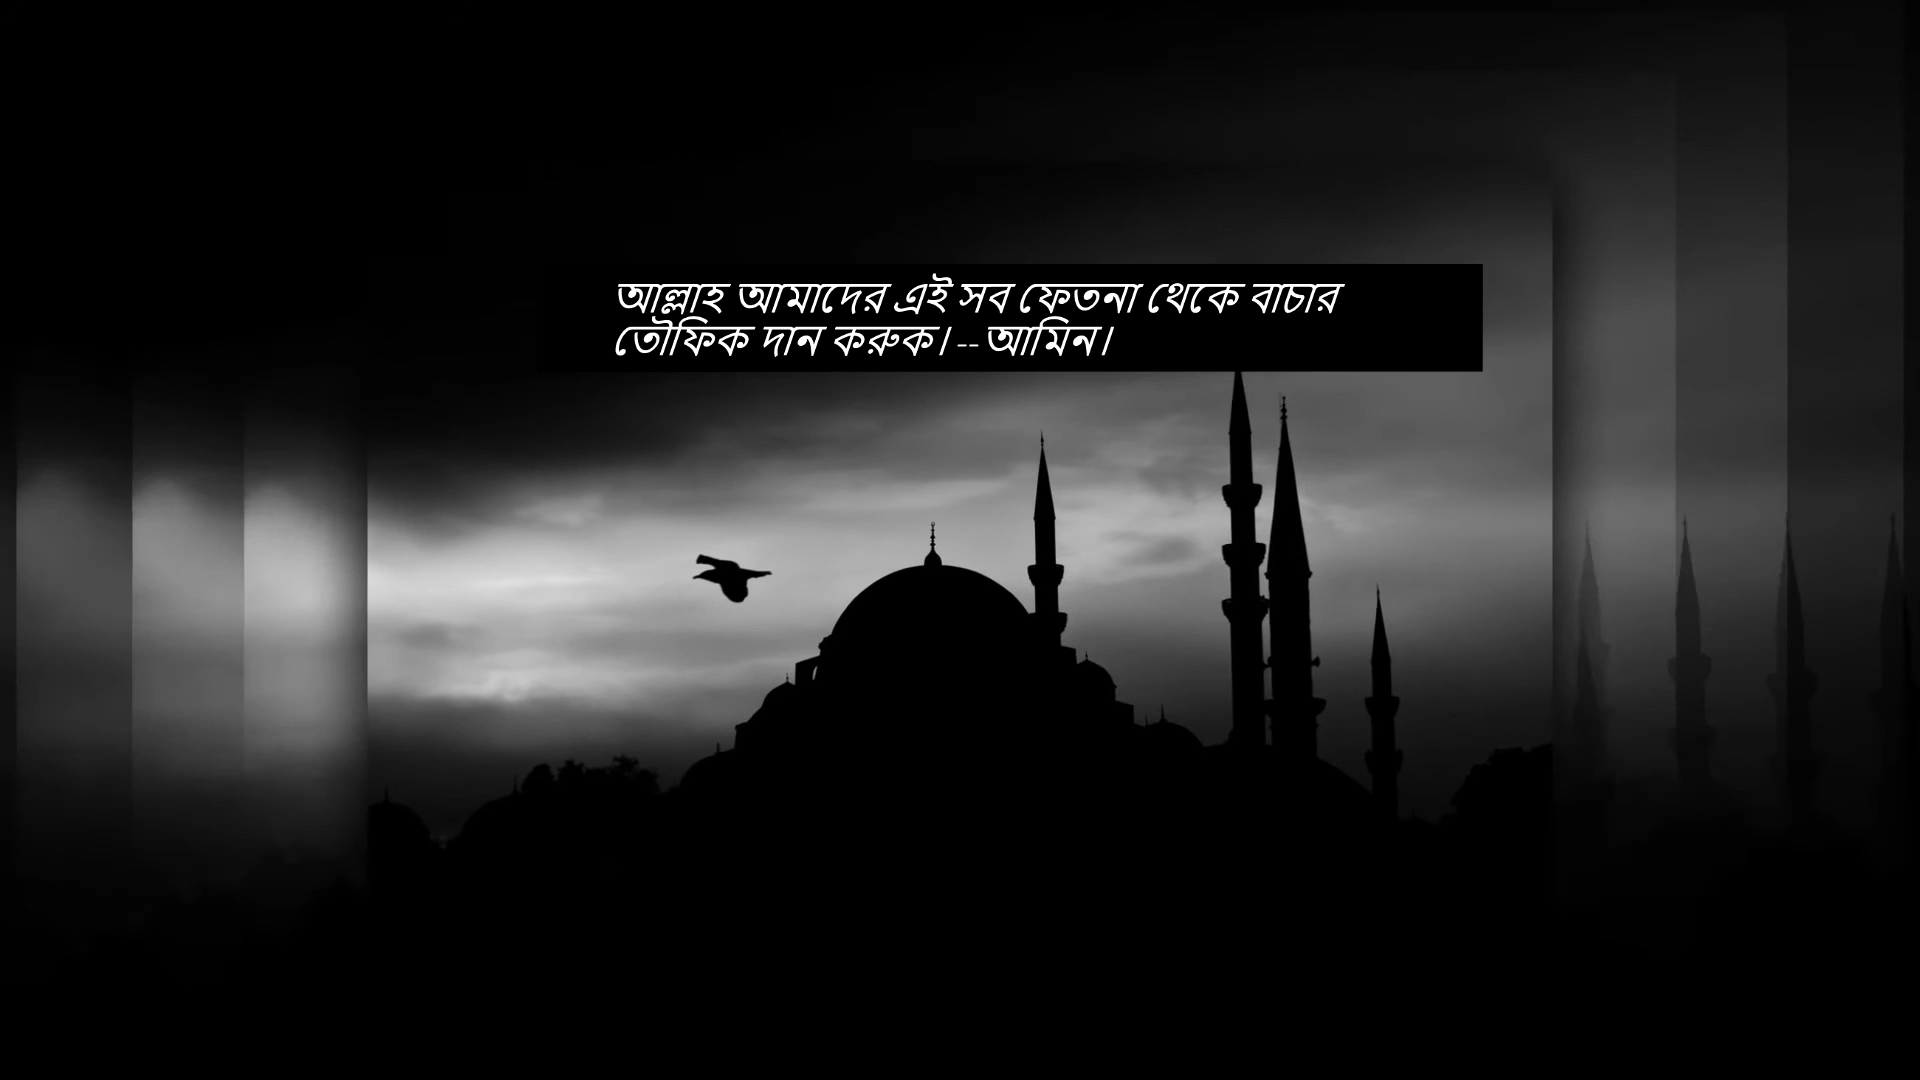 আল্লাহ আমাদের এই সব ফেতনা থেকে বাচার
তৌফিক দান করুক। -- আমিন।